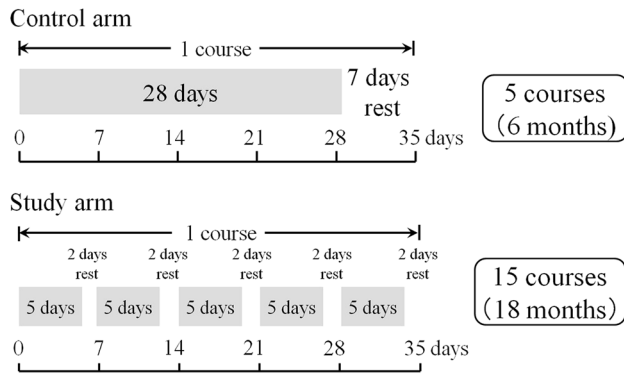 Control arm
1 course
28 days
7 days
rest
0 7 14 21 28 35 days
5 courses
(6 months)
Study arm
1 course
2 days 2 days 2 days 2 days 2 days
rest rest rest rest rest
5 days 5 days 5 days 5 days 5 days
0 7 14 21 28 35 days
15 courses
(18 months)